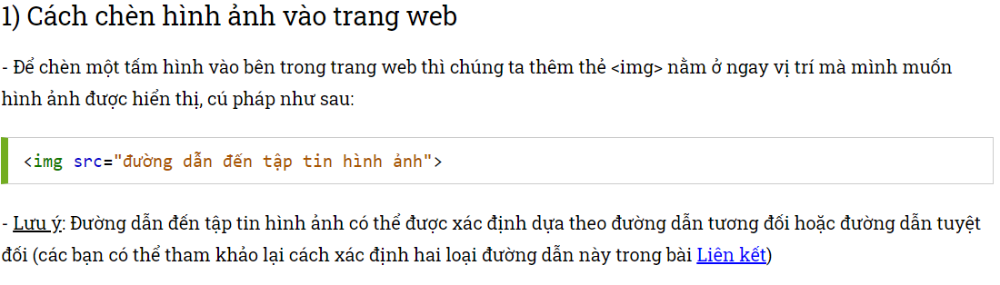 1) Cách chèn hình ảnh vào trang web
- Để chèn một tấm hình vào bên trong trang web thì chúng ta thêm thẻ <img> nằm ở ngay vị trí mà mình muốn
hình ảnh được hiển thị, cú pháp như sau:
<img src="đường dẫn đến tập tin hình ảnh">
- Lưu ý: Đường dẫn đến tập tin hình ảnh có thể được xác định dựa theo đường dẫn tương đối hoặc đường dẫn tuyệt
đối (các bạn có thể tham khảo lại cách xác định hai loại đường dẫn này trong bài Liên kết)